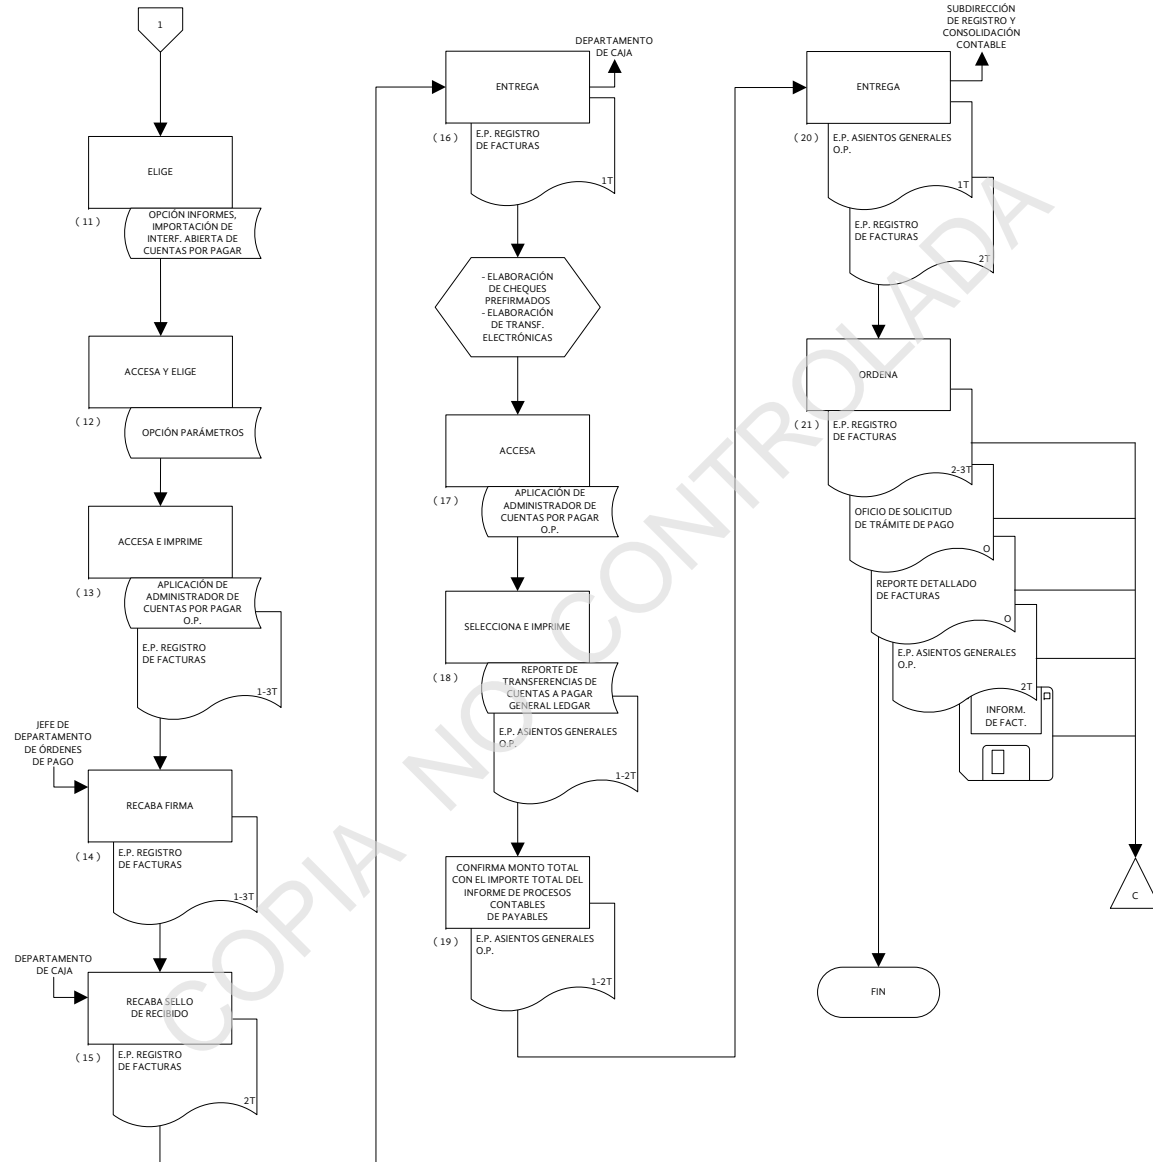 1
ELIGE
( 11 )
OPCIÓN INFORMES,
IMPORTACIÓN DE
INTERF. ABIERTA DE
CUENTAS POR PAGAR
ACCESA Y ELIGE
( 12 )
OPCIÓN PARÁMETROS
ACCESA E IMPRIME
( 13 )
APLICACIÓN DE
ADMINISTRADOR DE
CUENTAS POR PAGAR
O.P.
E.P. REGISTRO
DE FACTURAS
1-3T
JEFE DE
DEPARTAMENTO
DE ÓRDENES
DE PAGO
RECABA FIRMA
( 14 )
E.P. REGISTRO
DE FACTURAS
1-3T
DEPARTAMENTO
DE CAJA
RECABA SELLO
DE RECIBIDO
( 15 )
E.P. REGISTRO
DE FACTURAS
2T
DEPARTAMENTO
DE CAJA
ENTREGA
( 16 )
E.P. REGISTRO
DE FACTURAS
1T
- ELABORACIÓN
DE CHEQUES
PREFIRMADOS
- ELABORACIÓN
DE TRANSF.
ELECTRÓNICAS
ACCESA
( 17 )
APLICACIÓN DE
ADMINISTRADOR DE
CUENTAS POR PAGAR
O.P.
SELECCIONA E IMPRIME
( 18 )
REPORTE DE
TRANSFERENCIAS DE
CUENTAS A PAGAR
GENERAL LEDGAR
E.P. ASIENTOS GENERALES
O.P.
1-2T
CONFIRMA MONTO TOTAL
CON EL IMPORTE TOTAL DEL
INFORME DE PROCESOS
CONTABLES
DE PAYABLES
( 19 )
E.P. ASIENTOS GENERALES
O.P.
1-2T
SUBDIRECCIÓN
DE REGISTRO Y
CONSOLIDACIÓN
CONTABLE
ENTREGA
( 20 )
E.P. ASIENTOS GENERALES
O.P.
1T
E.P. REGISTRO
DE FACTURAS
2T
ORDENA
( 21 )
E.P. REGISTRO
DE FACTURAS
2-3T
OFICIO DE SOLICITUD
DE TRÁMITE DE PAGO
O
REPORTE DETALLADO
DE FACTURAS
O
E.P. ASIENTOS GENERALES
O.P.
2T
INFORM.
DE FACT.
C
FIN
COPIA NO CONTROLADA